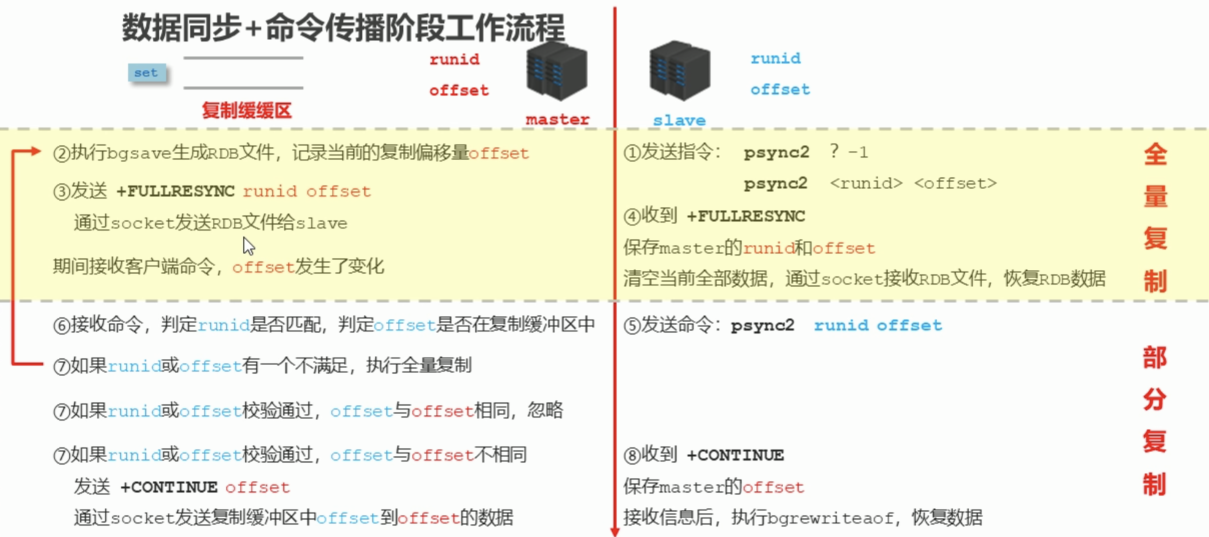 数据同步+命令传播阶段工作流程
set
复制缓缓区
runid
offset
master
runid
offset
slave
②执行bgsave生成RDB文件，记录当前的复制偏移量offset
③发送 +FULLRESYNC runid offset
通过socket发送RDB文件给slave
期间接收客户端命令，offset发生了变化
①发送指令： psync2 ? -1
psync2 <runid> <offset>
④收到 +FULLRESYNC
保存master的runid和offset
清空当前全部数据，通过socket接收RDB文件，恢复RDB数据
全
量
复
制
⑥接收命令，判定runid是否匹配，判定offset是否在复制缓冲区中
⑦如果runid或offset有一个不满足，执行全量复制
⑦如果runid或offset校验通过，offset与offset相同，忽略
⑦如果runid或offset校验通过，offset与offset不相同
发送 +CONTINUE offset
通过socket发送复制缓冲区中offset到offset的数据
⑤发送命令：psync2 runid offset
⑧收到 +CONTINUE
保存master的offset
接收信息后，执行bgrewriteaof，恢复数据
部
分
复
制